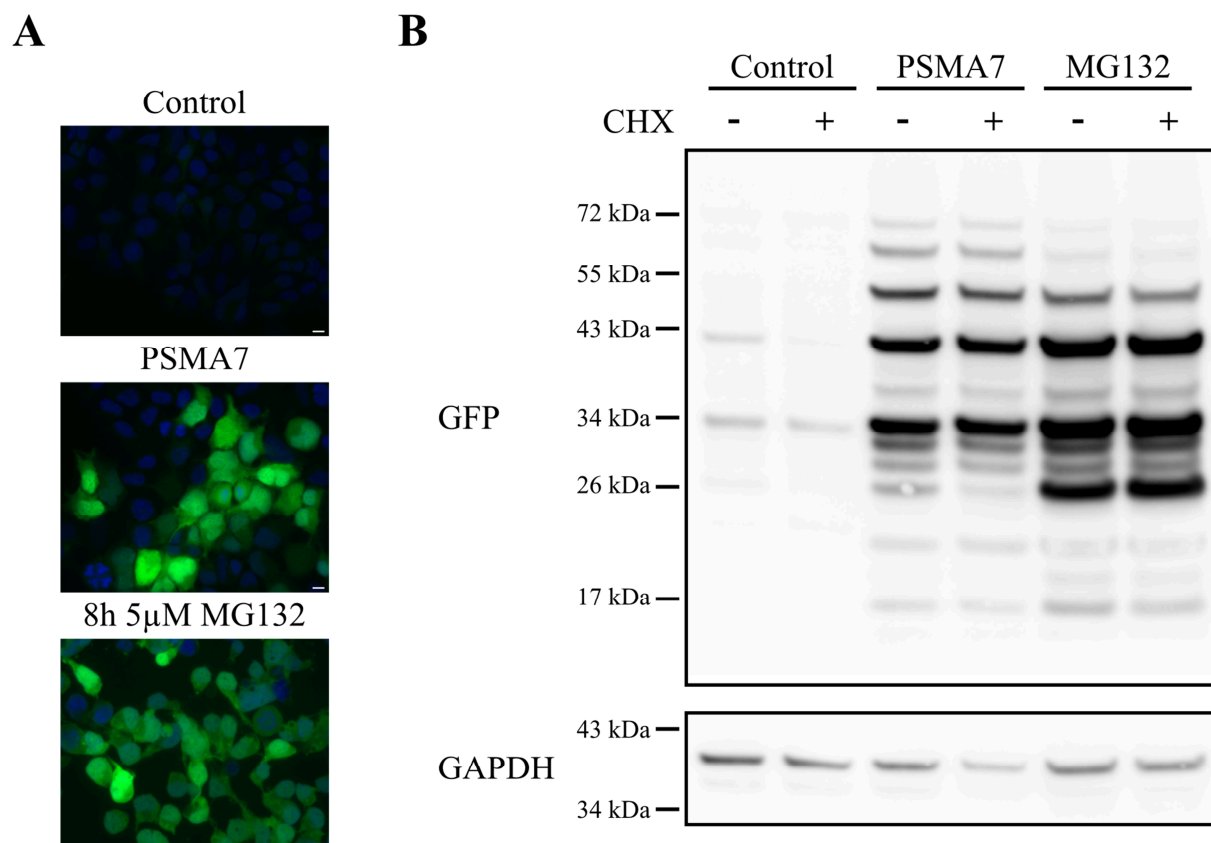 A
Control
PSMA7
8h 5µM MG132
B
Control PSMA7 MG132
CHX - + - + - +
72 kDa
55 kDa
43 kDa
GFP
34 kDa
26 kDa
17 kDa
43 kDa
GAPDH
34 kDa